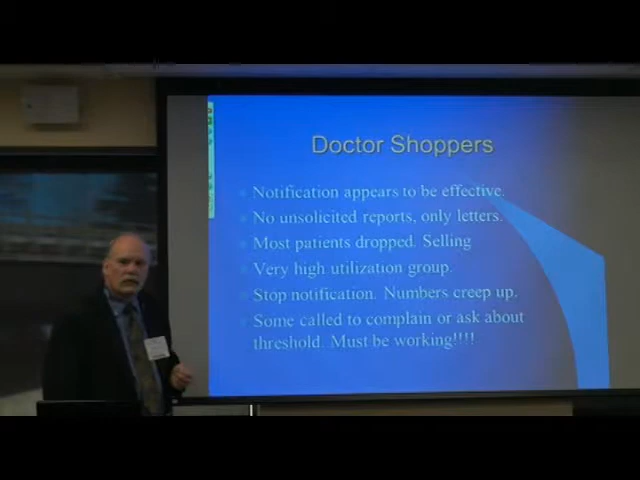 Doctor Shoppers
Notification appears to be effective.
No unsolicited reports, only letters.
Most patients dropped. Selling
Very high utilization group.
Stop notification. Numbers creep up.
Some called to complain or ask about
threshold. Must be working!!!!